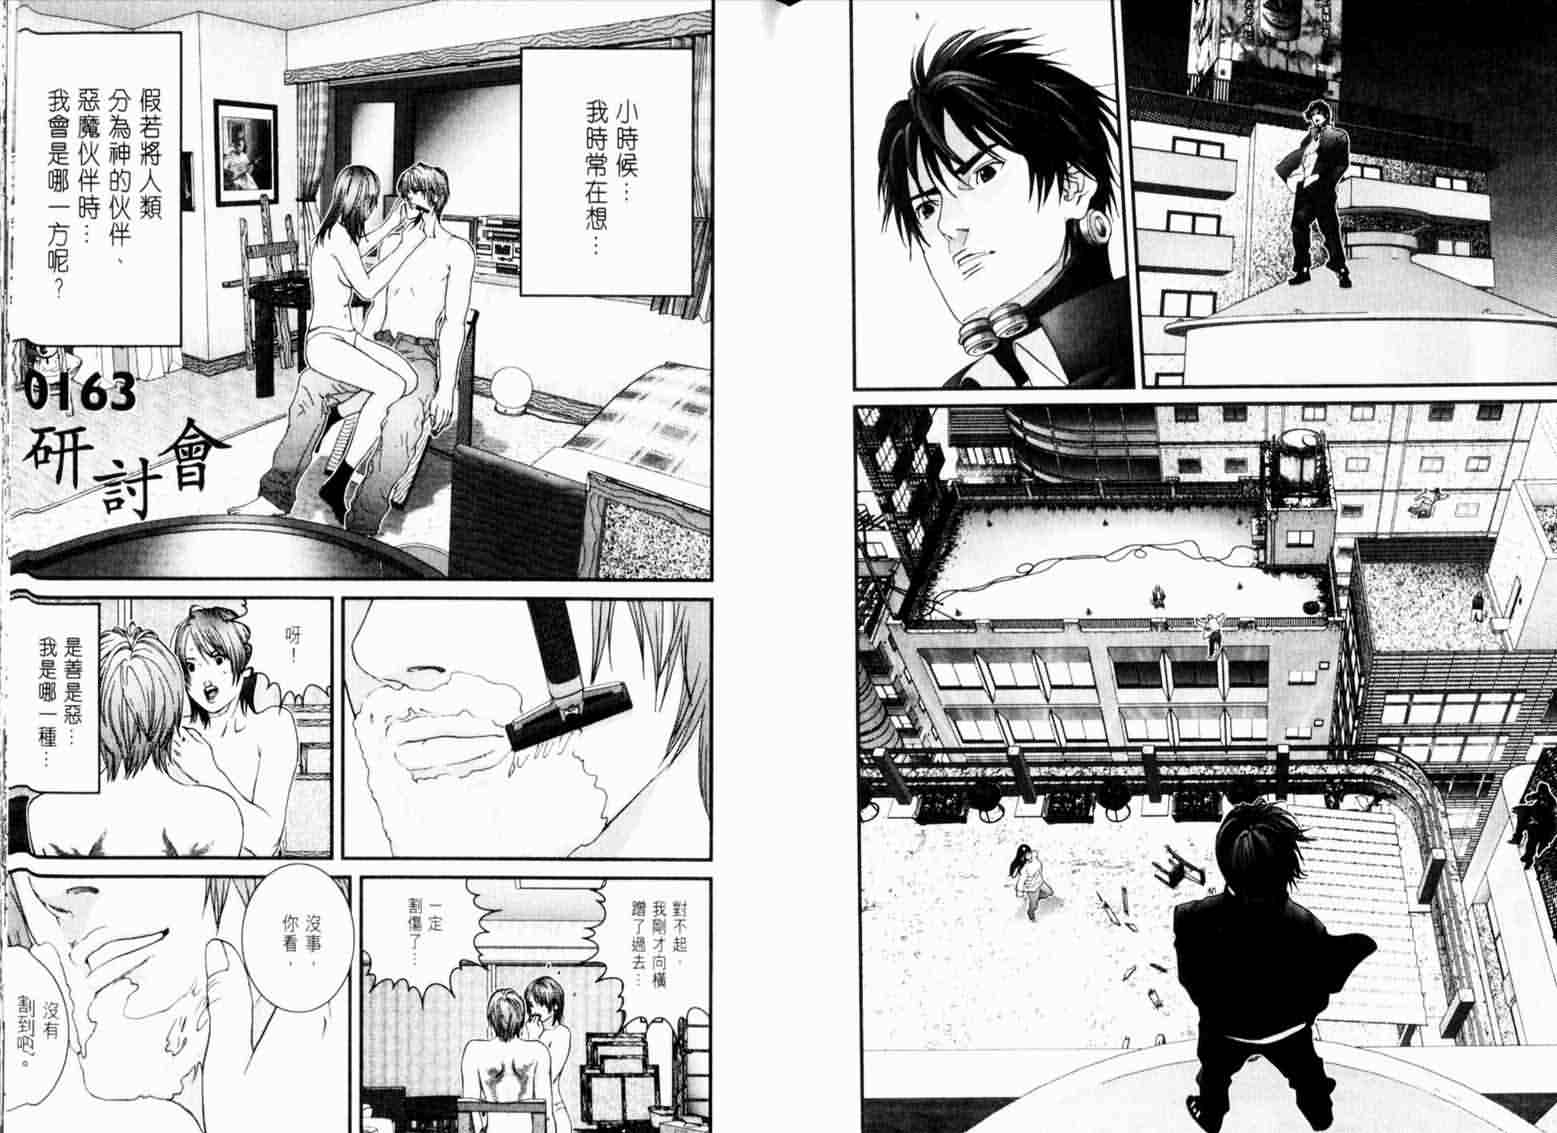 小時候…
我時常在想…
假若將人類
分為神的伙伴、
惡魔伙伴時…
我會是哪一方呢?
0163
研討會
呀!
是善是惡…
我是哪一種…
對不起，
我剛才向橫
蹭了過去…
一定
割傷了…
沒事，
你看，
沒有
割到吧。